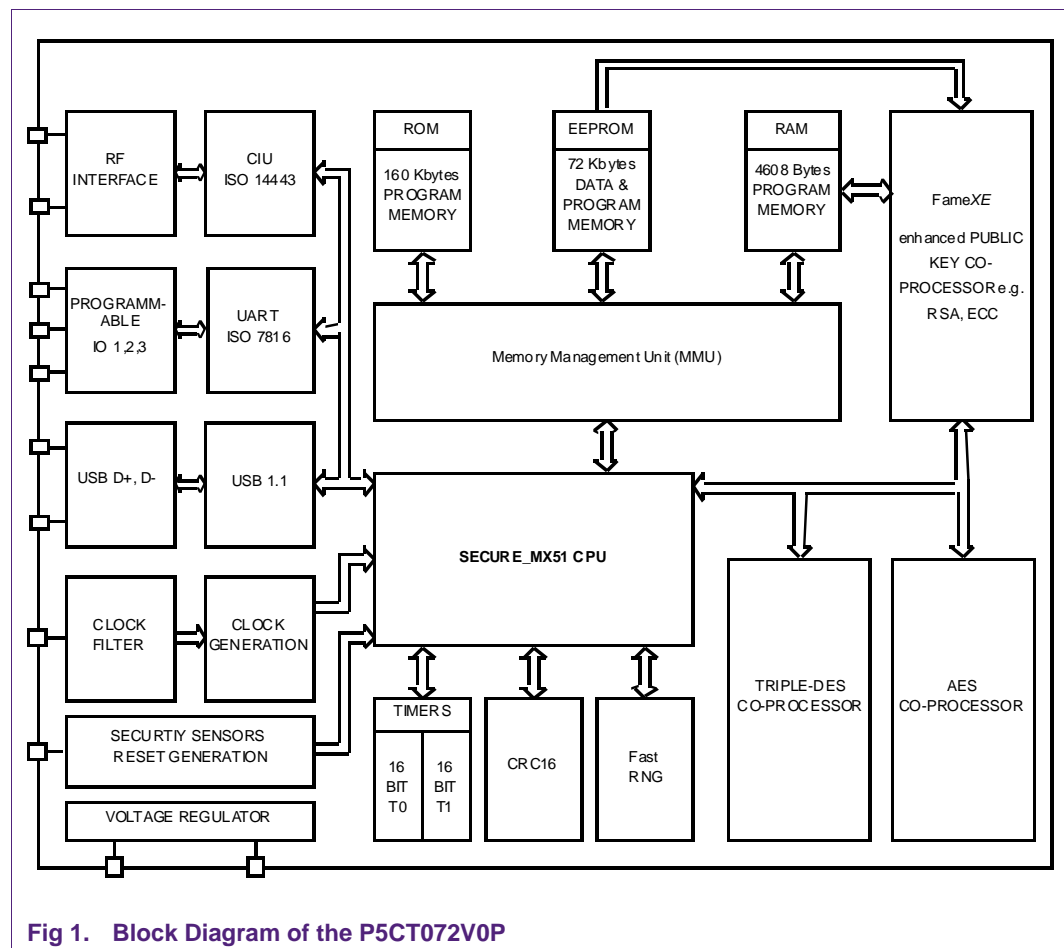 RF
INTERFACE
CIU
ISO 14443
ROM
160 Kbytes
PROGRAM
MEMORY
EEPROM
72 Kbytes
DATA &
PROGRAM
MEMORY
RAM
4608 Bytes
PROGRAM
MEMORY
FameXE
enhanced PUBLIC
KEY CO-
PROCESSOR e.g.
RSA, ECC
PROGRAMM-
ABLE
IO 1,2,3
UART
ISO 7816
Memory Management Unit (MMU)
USB D+, D-
USB 1.1
SECURE_MX51 CPU
CLOCK
FILTER
CLOCK
GENERATION
SECURTIY SENSORS
RESET GENERATION
VOLTAGE REGULATOR
TIMERS
16
BIT
T0
16
BIT
T1
CRC16
Fast
RNG
TRIPLE-DES
CO-PROCESSOR
AES
CO-PROCESSOR
Fig 1. Block Diagram of the P5CT072V0P